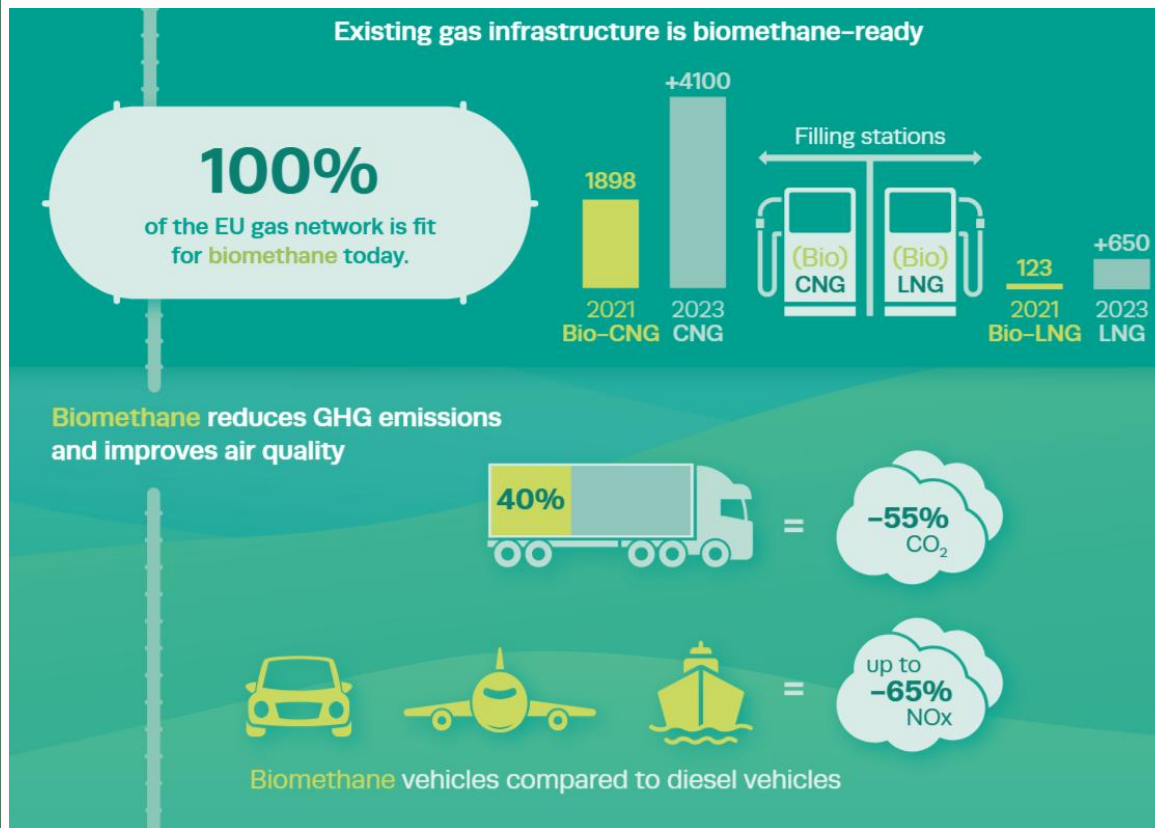 Existing gas infrastructure is biomethane-ready
100%
of the EU gas network is fit
for biomethane today.
1898
2021
Bio-CNG
+4100
2023
CNG
Filling stations
(Bio)
CNG
(Bio)
LNG
123
2021
Bio-LNG
+650
2023
LNG
Biomethane reduces GHG emissions
and improves air quality
40%
=
-55%
CO₂
=
up to
-65%
NOx
Biomethane vehicles compared to diesel vehicles